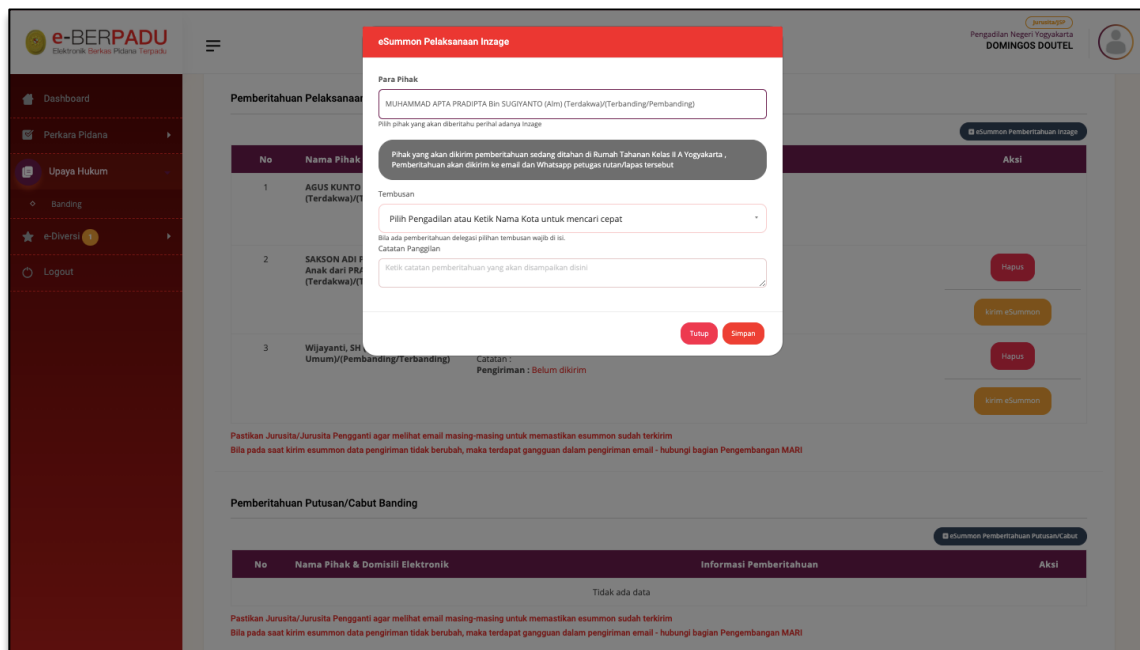 e-BERPADU
Elektronik Berkas Pidana Terpadu
Jurusita/JSP
Pengadilan Negeri Yogyakarta
DOMINGOS DOUTEL
Dashboard
Perkara Pidana
Upaya Hukum
Banding
e-Diversi 1
Logout
eSummon Pelaksanaan Inzage
Para Pihak
MUHAMMAD APTA PRADIPTA Bin SUGIYANTO (Alm) (Terdakwa)/(Terbanding/Pembanding)
Pilih pihak yang akan diberitahu perihal adanya Inzage
Pihak yang akan dikirim pemberitahuan sedang ditahan di Rumah Tahanan Kelas II A Yogyakarta ,
Pemberitahuan akan dikirim ke email dan Whatsapp petugas rutan/lapas tersebut
Tembusan
Pilih Pengadilan atau Ketik Nama Kota untuk mencari cepat
Bila ada pemberitahuan delegasi pilihan tembusan wajib di isi.
Catatan Panggilan
Ketik catatan pemberitahuan yang akan disampaikan disini
Tutup Simpan
Pemberitahuan Pelaksanaan
eSummon Pemberitahuan Inzage
No Nama Pihak Aksi
1 AGUS KUNTO
(Terdakwa)/(T
2 SAKSON ADI P
Anak dari PRA
(Terdakwa)/(T
Hapus
kirim eSummon
3 Wijayanti, SH
Umum)/(Pembanding/Terbanding)
Catatan :
Pengiriman : Belum dikirim
Hapus
kirim eSummon
Pastikan Jurusita/Jurusita Pengganti agar melihat email masing-masing untuk memastikan esummon sudah terkirim
Bila pada saat kirim esummon data pengiriman tidak berubah, maka terdapat gangguan dalam pengiriman email - hubungi bagian Pengembangan MARI
Pemberitahuan Putusan/Cabut Banding
eSummon Pemberitahuan Putusan/Cabut
No Nama Pihak & Domisili Elektronik Informasi Pemberitahuan Aksi
Tidak ada data
Pastikan Jurusita/Jurusita Pengganti agar melihat email masing-masing untuk memastikan esummon sudah terkirim
Bila pada saat kirim esummon data pengiriman tidak berubah, maka terdapat gangguan dalam pengiriman email - hubungi bagian Pengembangan MARI